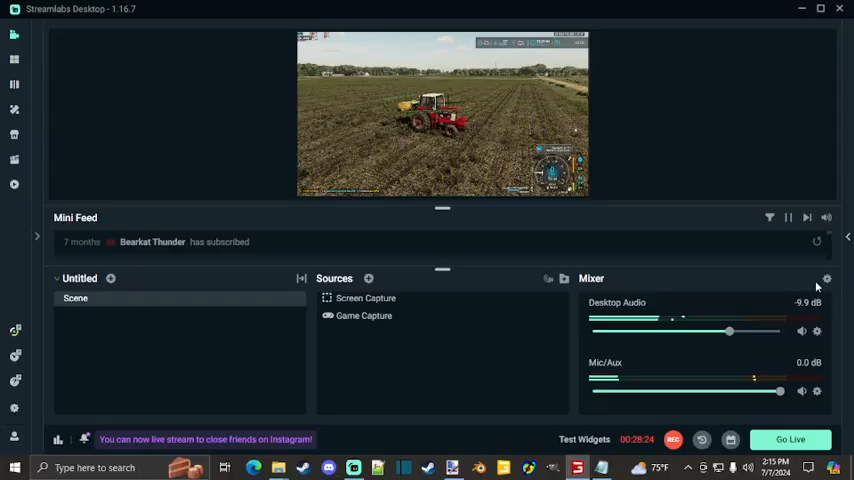 Streamlabs Desktop - 1.16.7
Mini Feed
7 months Bearkat Thunder has subscribed
Untitled
Sources
Mixer
Scene
Screen Capture
Game Capture
Desktop Audio -9.9 dB
Mic/Aux 0.0 dB
You can now live stream to close friends on Instagram!
Test Widgets 00:28:24 REC Go Live
Type here to search
75°F
2:15 PM
7/7/2024